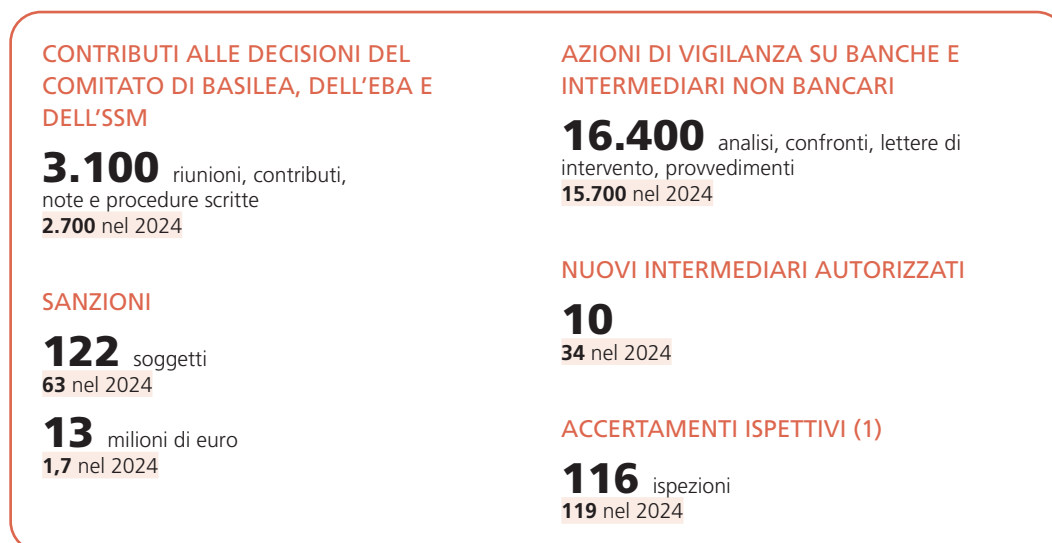 CONTRIBUTI ALLE DECISIONI DEL
COMITATO DI BASILEA, DELL'EBA E
DELL'SSM
3.100 riunioni, contributi,
note e procedure scritte
2.700 nel 2024
SANZIONI
122 soggetti
63 nel 2024
13 milioni di euro
1,7 nel 2024
AZIONI DI VIGILANZA SU BANCHE E
INTERMEDIARI NON BANCARI
16.400 analisi, confronti, lettere di
intervento, provvedimenti
15.700 nel 2024
NUOVI INTERMEDIARI AUTORIZZATI
10
34 nel 2024
ACCERTAMENTI ISPETTIVI (1)
116 ispezioni
119 nel 2024